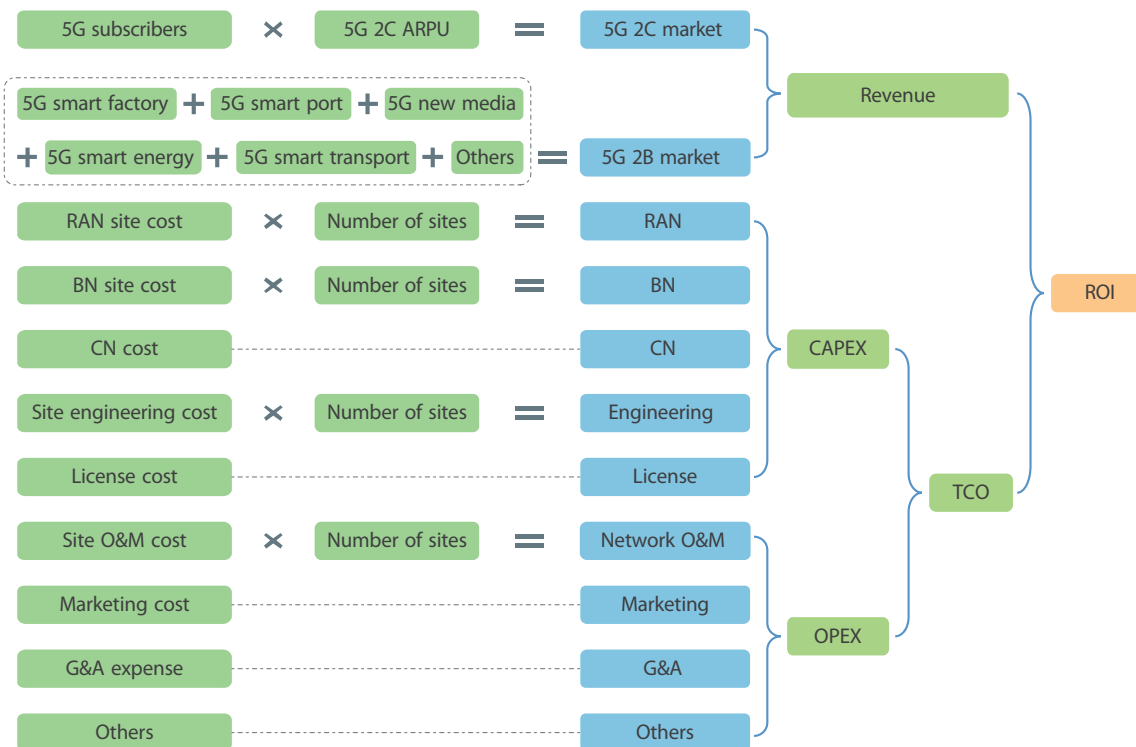 5G subscribers × 5G 2C ARPU = 5G 2C market
Revenue
5G smart factory + 5G smart port + 5G new media
+ 5G smart energy + 5G smart transport + Others = 5G 2B market
RAN site cost × Number of sites = RAN
BN site cost × Number of sites = BN
ROI
CN cost CN CAPEX
Site engineering cost × Number of sites = Engineering
License cost License
TCO
Site O&M cost × Number of sites = Network O&M
Marketing cost Marketing
OPEX
G&A expense G&A
Others Others